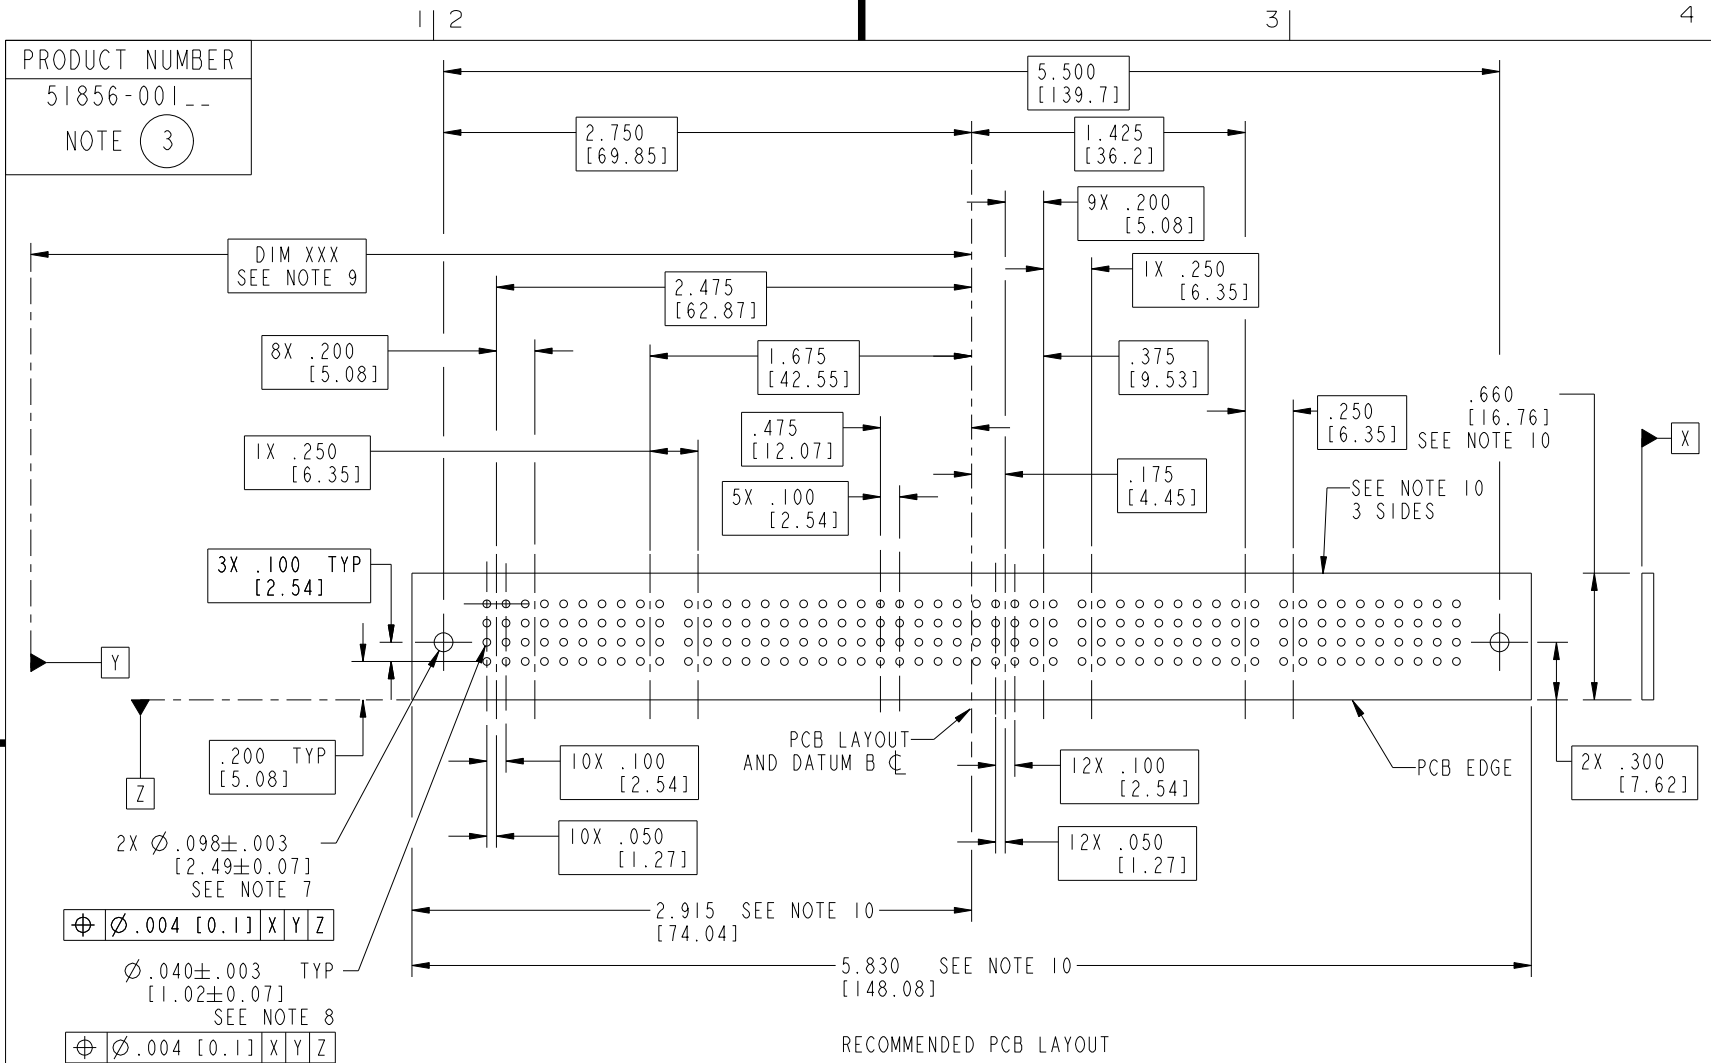 1 2 3 4
PRODUCT NUMBER
51856-001__
NOTE 3
5.500
[139.7]
2.750
[69.85]
1.425
[36.2]
9X .200
[5.08]
DIM XXX
SEE NOTE 9
1X .250
[6.35]
2.475
[62.87]
8X .200
[5.08]
1.675
[42.55]
.375
[9.53]
.660
[16.76]
SEE NOTE 10
X
.250
[6.35]
.475
[12.07]
1X .250
[6.35]
.175
[4.45]
5X .100
[2.54]
SEE NOTE 10
3 SIDES
3X .100 TYP
[2.54]
Y
Z
.200 TYP
[5.08]
10X .100
[2.54]
PCB LAYOUT
AND DATUM B ℄
12X .100
[2.54]
PCB EDGE
2X .300
[7.62]
10X .050
[1.27]
12X .050
[1.27]
2X ∅.098±.003
[2.49±0.07]
SEE NOTE 7
⌖ ∅.004 [0.1] X Y Z
2.915 SEE NOTE 10
[74.04]
∅.040±.003 TYP
[1.02±0.07]
SEE NOTE 8
⌖ ∅.004 [0.1] X Y Z
5.830 SEE NOTE 10
[148.08]
RECOMMENDED PCB LAYOUT